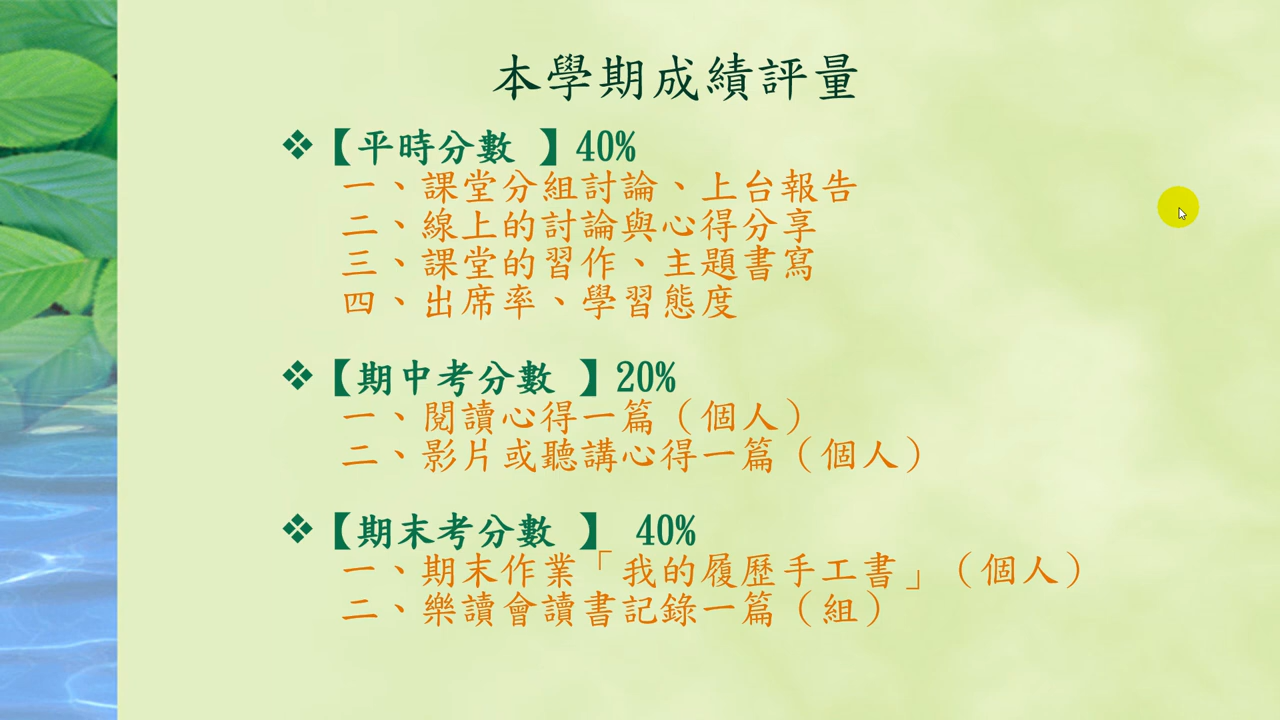 本學期成績評量
❖【平時分數 】40%
一、課堂分組討論、上台報告
二、線上的討論與心得分享
三、課堂的習作、主題書寫
四、出席率、學習態度
❖【期中考分數 】20%
一、閱讀心得一篇（個人）
二、影片或聽講心得一篇（個人）
❖【期末考分數 】 40%
一、期末作業「我的履歷手工書」（個人）
二、樂讀會讀書記錄一篇（組）